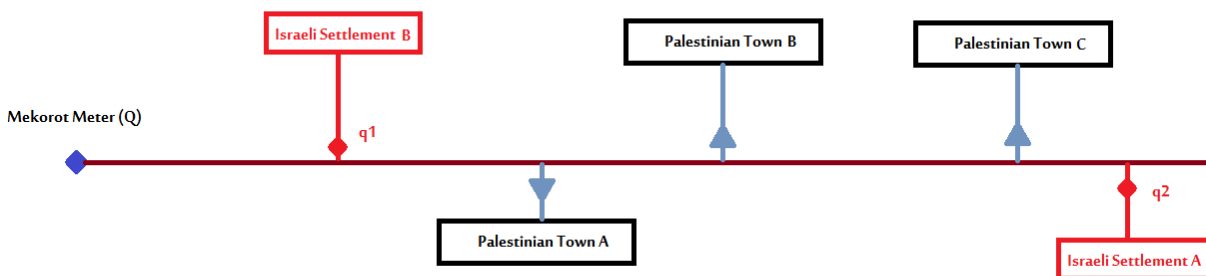 Israeli Settlement B
Palestinian Town B
Palestinian Town C
Mekorot Meter (Q)
q1
q2
Palestinian Town A
Israeli Settlement A